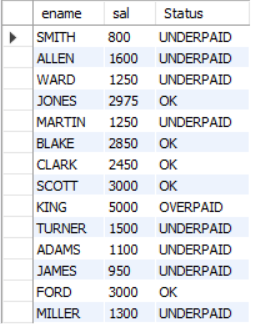 ename sal Status
SMITH 800 UNDERPAID
ALLEN 1600 UNDERPAID
WARD 1250 UNDERPAID
JONES 2975 OK
MARTIN 1250 UNDERPAID
BLAKE 2850 OK
CLARK 2450 OK
SCOTT 3000 OK
KING 5000 OVERPAID
TURNER 1500 UNDERPAID
ADAMS 1100 UNDERPAID
JAMES 950 UNDERPAID
FORD 3000 OK
MILLER 1300 UNDERPAID